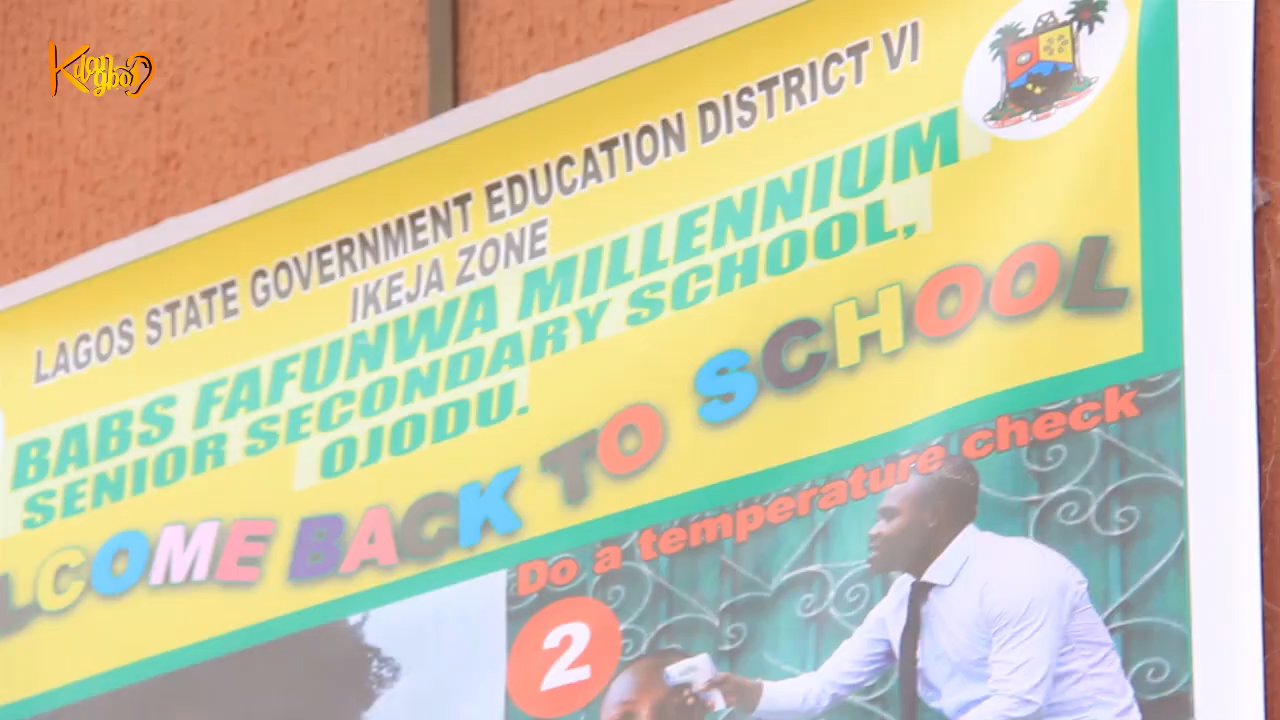 LAGOS STATE GOVERNMENT EDUCATION DISTRICT VI
IKEJA ZONE
BABS FAFUNWA MILLENNIUM
SENIOR SECONDARY SCHOOL,
OJODU.
LCOME BACK TO SCHOOL
Do a temperature check
2